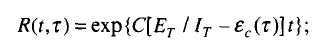 R(t,τ) = exp{C[E_T / I_T − ε_c(τ)]t};